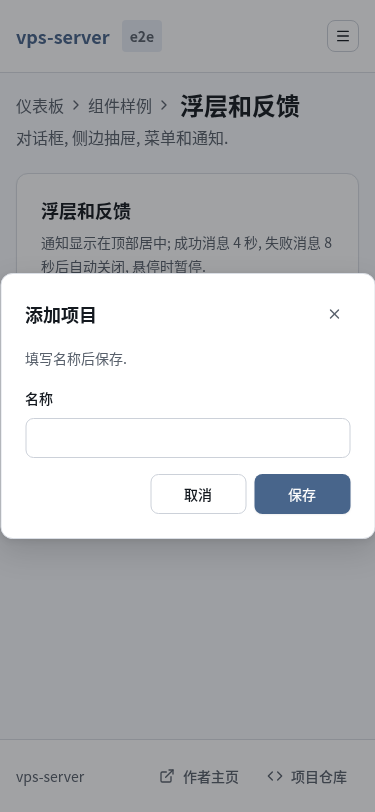 vps-server e2e
仪表板 组件样例 浮层和反馈
对话框, 侧边抽屉, 菜单和通知.
浮层和反馈
通知显示在顶部居中; 成功消息 4 秒, 失败消息 8
秒后自动关闭, 悬停时暂停.
添加项目
填写名称后保存.
名称
取消 保存
vps-server 作者主页 项目仓库